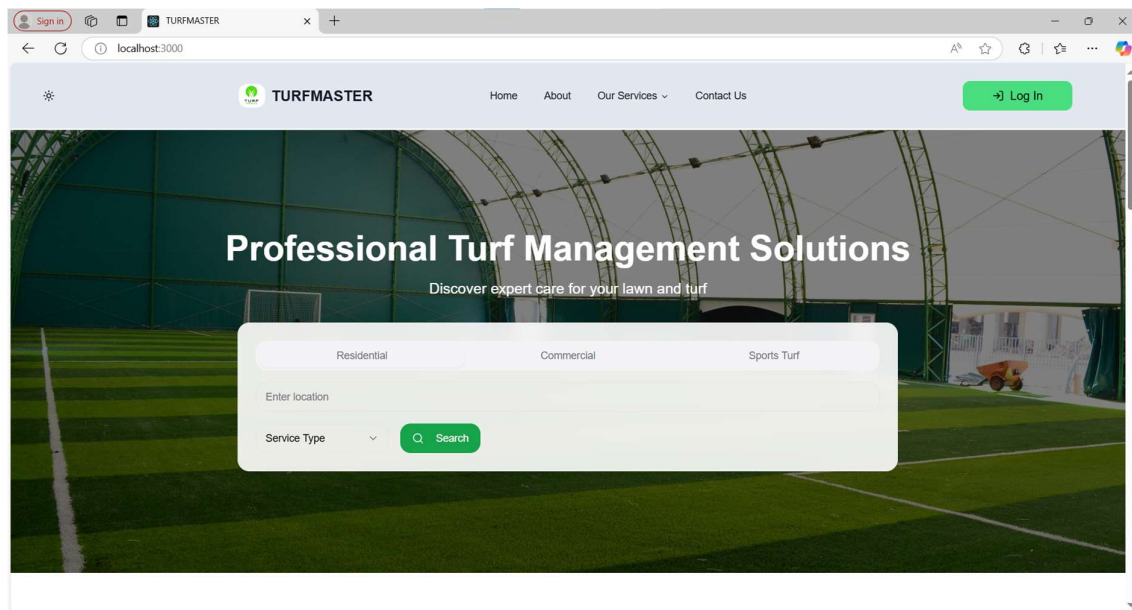 Sign in
TURFMASTER
localhost:3000
TURF
TURFMASTER
Home
About
Our Services
Contact Us
Log In
Professional Turf Management Solutions
Discover expert care for your lawn and turf
Residential
Commercial
Sports Turf
Enter location
Service Type
Search